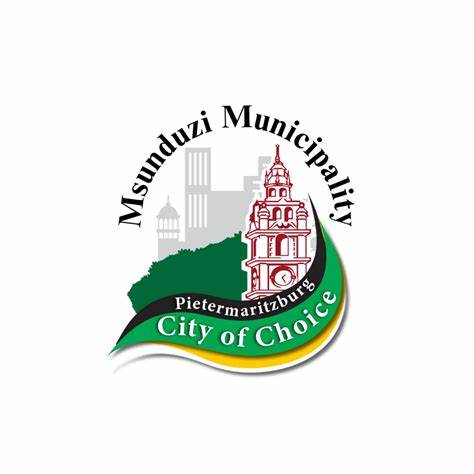 Msunduzi Municipality
Pietermaritzburg
City of Choice